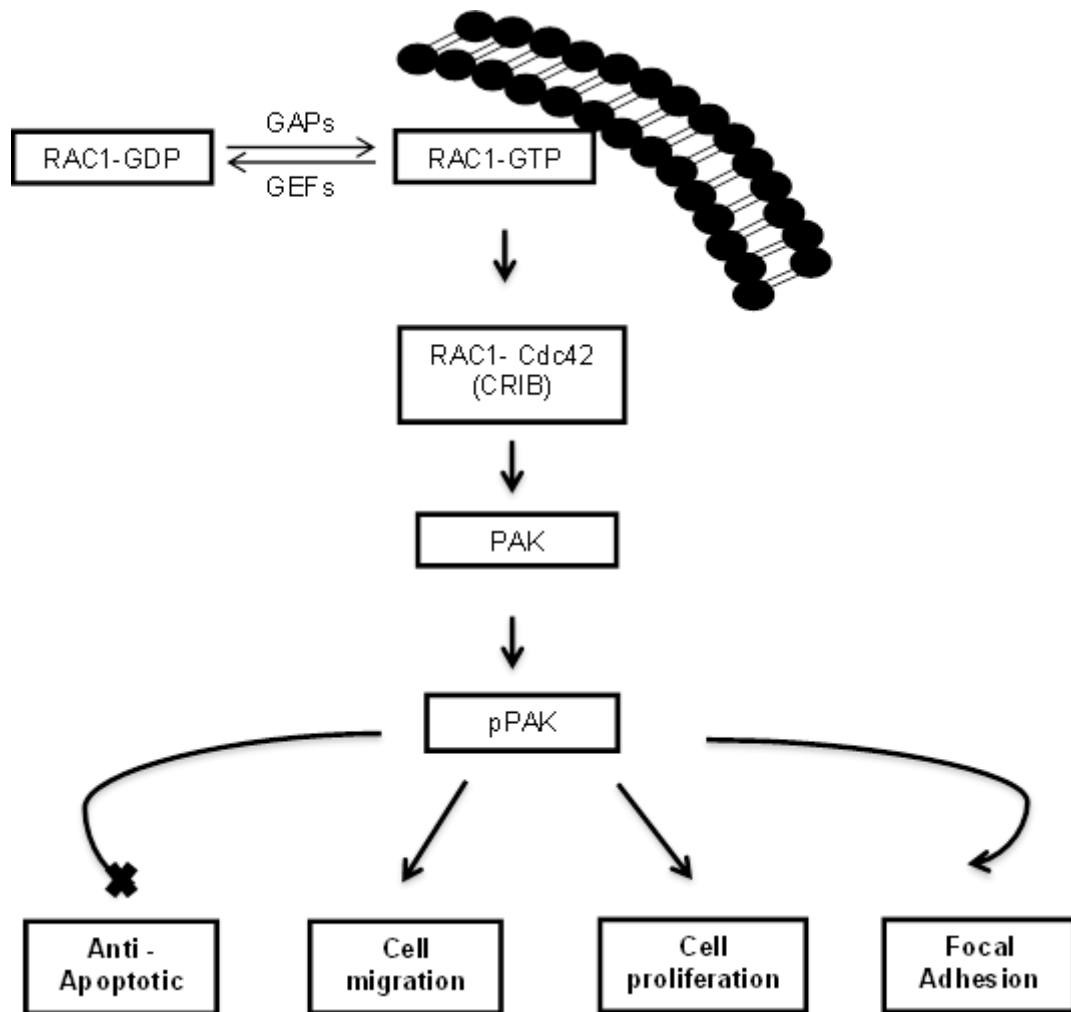 GAPs
RAC1-GDP
RAC1-GTP
GEFs
RAC1- Cdc42
(CRIB)
PAK
pPAK
Anti -
Apoptotic
Cell
migration
Cell
proliferation
Focal
Adhesion